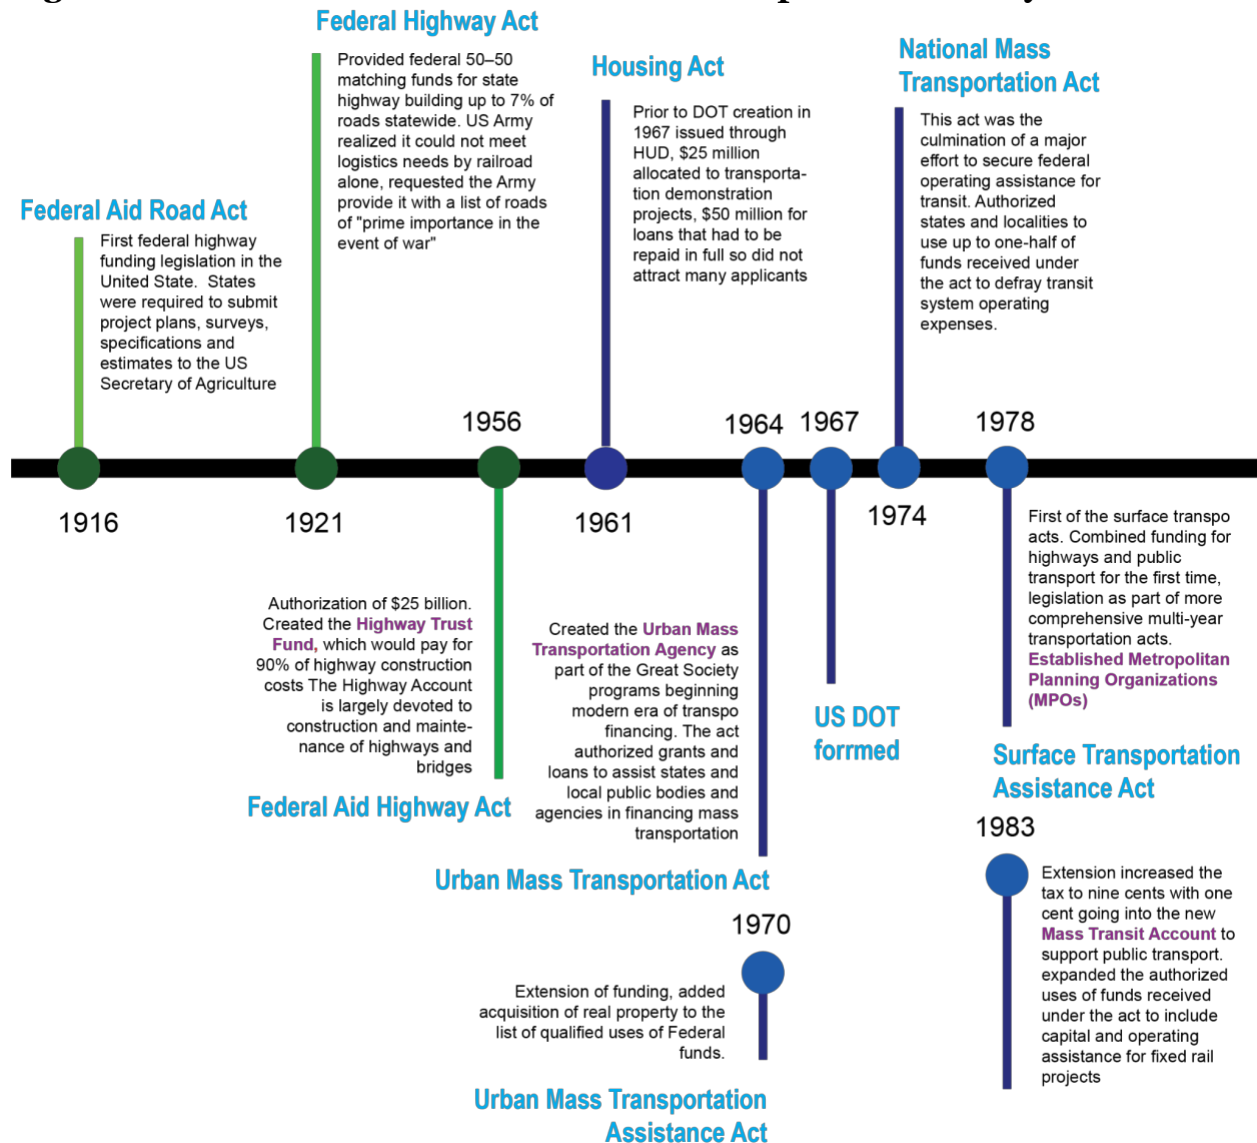 Federal Highway Act
Provided federal 50–50
matching funds for state
highway building up to 7% of
roads statewide. US Army
realized it could not meet
logistics needs by railroad
alone, requested the Army
provide it with a list of roads
of "prime importance in the
event of war"
Housing Act
Prior to DOT creation in
1967 issued through
HUD, $25 million
allocated to transporta-
tion demonstration
projects, $50 million for
loans that had to be
repaid in full so did not
attract many applicants
National Mass
Transportation Act
This act was the
culmination of a major
effort to secure federal
operating assistance for
transit. Authorized
states and localities to
use up to one-half of
funds received under
the act to defray transit
system operating
expenses.
Federal Aid Road Act
First federal highway
funding legislation in the
United State. States
were required to submit
project plans, surveys,
specifications and
estimates to the US
Secretary of Agriculture
1956
1964
1967
1978
1916
1921
1961
1974
Authorization of $25 billion.
Created the Highway Trust
Fund, which would pay for
90% of highway construction
costs The Highway Account
is largely devoted to
construction and mainte-
nance of highways and
bridges
Federal Aid Highway Act
Created the Urban Mass
Transportation Agency as
part of the Great Society
programs beginning
modern era of transpo
financing. The act
authorized grants and
loans to assist states and
local public bodies and
agencies in financing mass
transportation
Urban Mass Transportation Act
US DOT
forrmed
First of the surface transpo
acts. Combined funding for
highways and public
transport for the first time,
legislation as part of more
comprehensive multi-year
transportation acts.
Established Metropolitan
Planning Organizations
(MPOs)
Surface Transportation
Assistance Act
1970
Extension of funding, added
acquisition of real property to the
list of qualified uses of Federal
funds.
Urban Mass Transportation
Assistance Act
1983
Extension increased the
tax to nine cents with one
cent going into the new
Mass Transit Account to
support public transport.
expanded the authorized
uses of funds received
under the act to include
capital and operating
assistance for fixed rail
projects